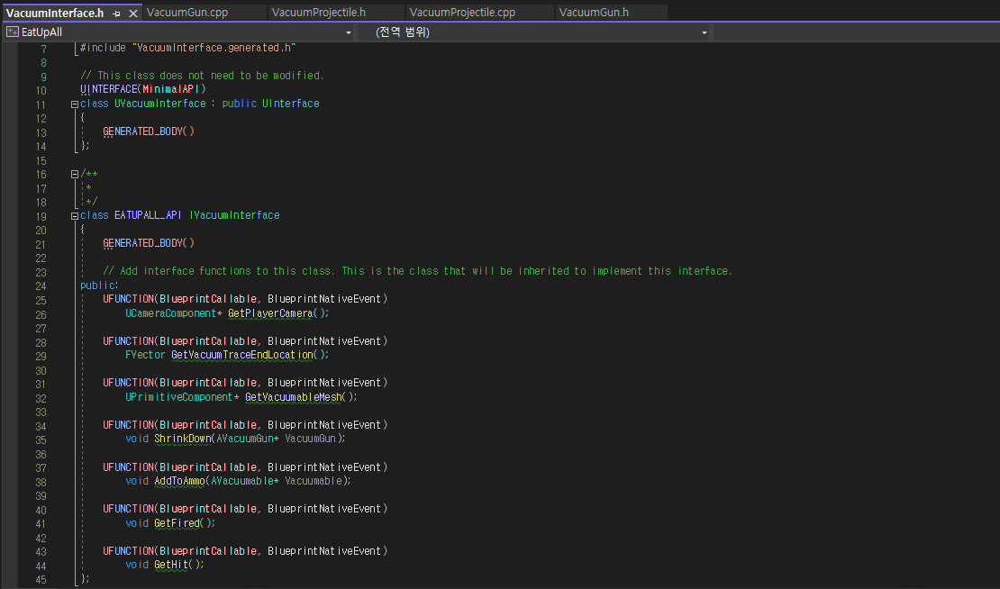 VacuumInterface.h VacuumGun.cpp VacuumProjectile.h VacuumProjectile.cpp VacuumGun.h
EatUpAll (전역 범위)
7 #include "VacuumInterface.generated.h"
8
9 // This class does not need to be modified.
10 UINTERFACE(MinimalAPI)
11 class UVacuumInterface : public UInterface
12 {
13 GENERATED_BODY()
14 };
15
16 /**
17 *
18 */
19 class EATUPALL_API IVacuumInterface
20 {
21 GENERATED_BODY()
22
23 // Add interface functions to this class. This is the class that will be inherited to implement this interface.
24 public:
25 UFUNCTION(BlueprintCallable, BlueprintNativeEvent)
26 UCameraComponent* GetPlayerCamera();
27
28 UFUNCTION(BlueprintCallable, BlueprintNativeEvent)
29 FVector GetVacuumTraceEndLocation();
30
31 UFUNCTION(BlueprintCallable, BlueprintNativeEvent)
32 UPrimitiveComponent* GetVacuumableMesh();
33
34 UFUNCTION(BlueprintCallable, BlueprintNativeEvent)
35 void ShrinkDown(AVacuumGun* VacuumGun);
36
37 UFUNCTION(BlueprintCallable, BlueprintNativeEvent)
38 void AddToAmmo(AVacuumable* Vacuumable);
39
40 UFUNCTION(BlueprintCallable, BlueprintNativeEvent)
41 void GetFired();
42
43 UFUNCTION(BlueprintCallable, BlueprintNativeEvent)
44 void GetHit();
45 };